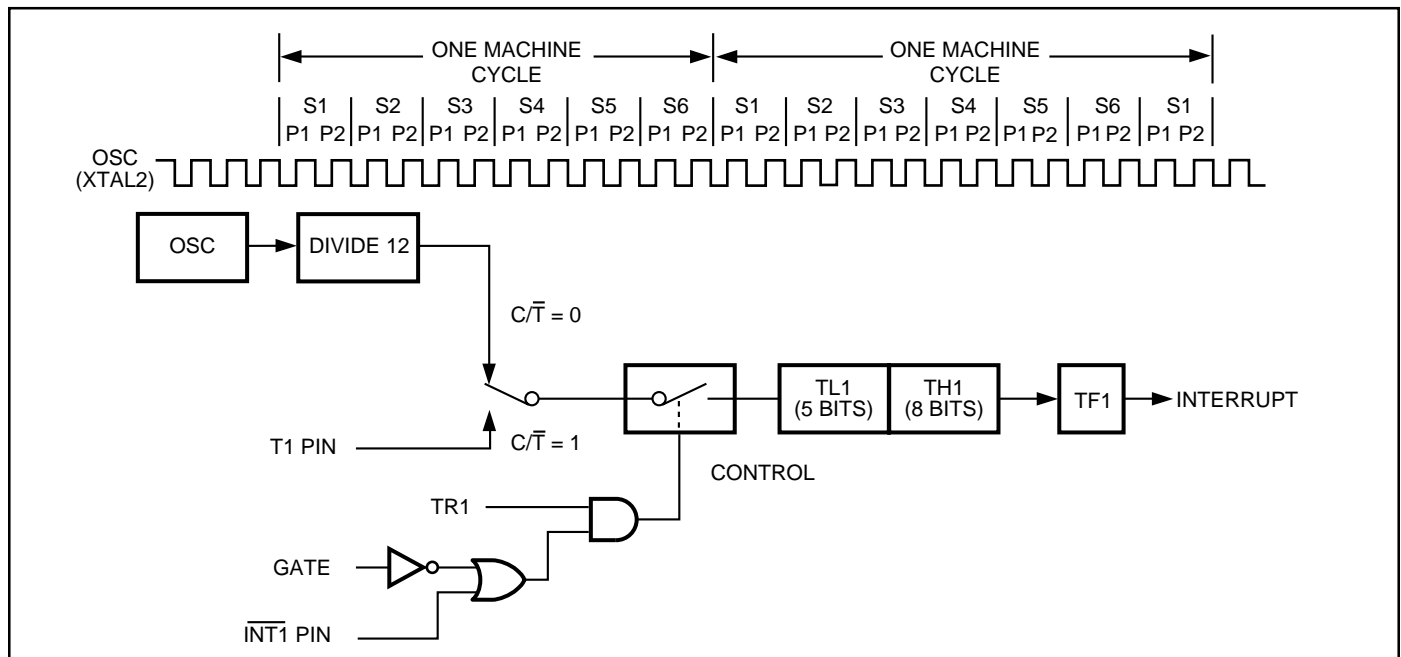 ONE MACHINE CYCLE ONE MACHINE CYCLE
S1 S2 S3 S4 S5 S6 S1 S2 S3 S4 S5 S6 S1
P1 P2 P1 P2 P1 P2 P1 P2 P1 P2 P1 P2 P1 P2 P1 P2 P1 P2 P1 P2 P1 P2 P1 P2 P1 P2
OSC
(XTAL2)
OSC DIVIDE 12
C/T̅ = 0
TL1 TH1
(5 BITS) (8 BITS)
TF1 INTERRUPT
T1 PIN C/T̅ = 1
CONTROL
TR1
GATE
I̅N̅T̅1̅ PIN